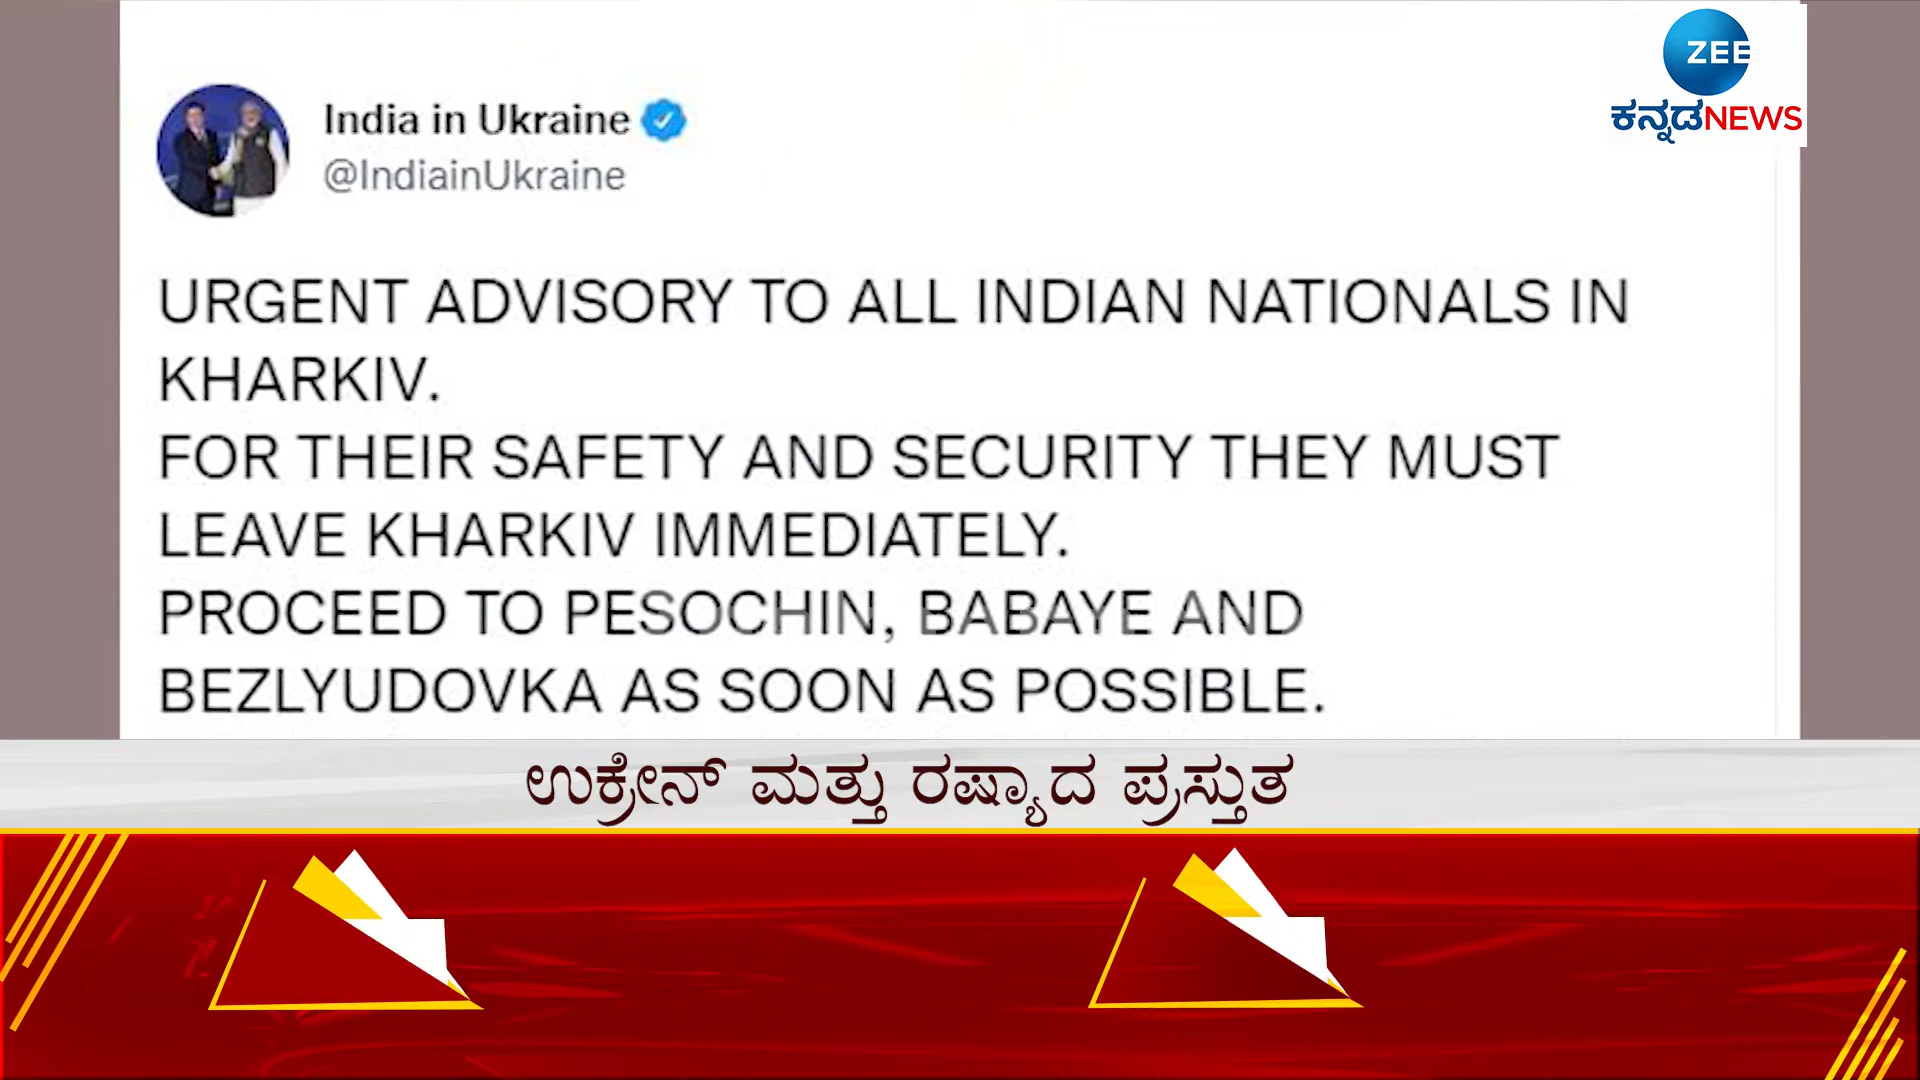 ZEE
ಕನ್ನಡNEWS
India in Ukraine
@IndiainUkraine
URGENT ADVISORY TO ALL INDIAN NATIONALS IN
KHARKIV.
FOR THEIR SAFETY AND SECURITY THEY MUST
LEAVE KHARKIV IMMEDIATELY.
PROCEED TO PESOCHIN, BABAYE AND
BEZLYUDOVKA AS SOON AS POSSIBLE.
ಉಕ್ರೇನ್ ಮತ್ತು ರಷ್ಯಾದ ಪ್ರಸ್ತುತ